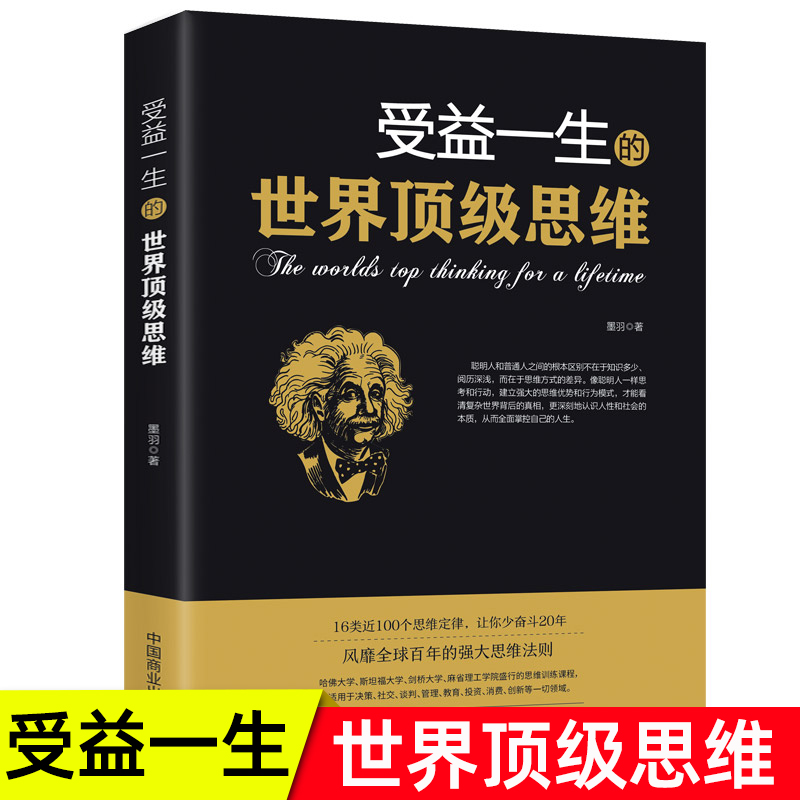 受益一生的
世界顶级思维
The world's top thinking for a lifetime
墨羽◎著
聪明人和普通人之间的根本区别不在于知识多少、
阅历深浅，而在于思维方式的差异。像聪明人一样思
考和行动，建立强大的思维优势和行为模式，才能看
清复杂世界背后的真相，更深刻地认识人性和社会的
本质，从而全面掌控自己的人生。
16类近100个思维定律，让你少奋斗20年
风靡全球百年的强大思维法则
哈佛大学、斯坦福大学、剑桥大学、麻省理工学院盛行的思维训练课程，
适用于决策、社交、谈判、管理、教育、投资、消费、创新等一切领域。
受益一生的世界顶级思维
墨羽◎著
中国商业出
受益一生
世界顶级思维